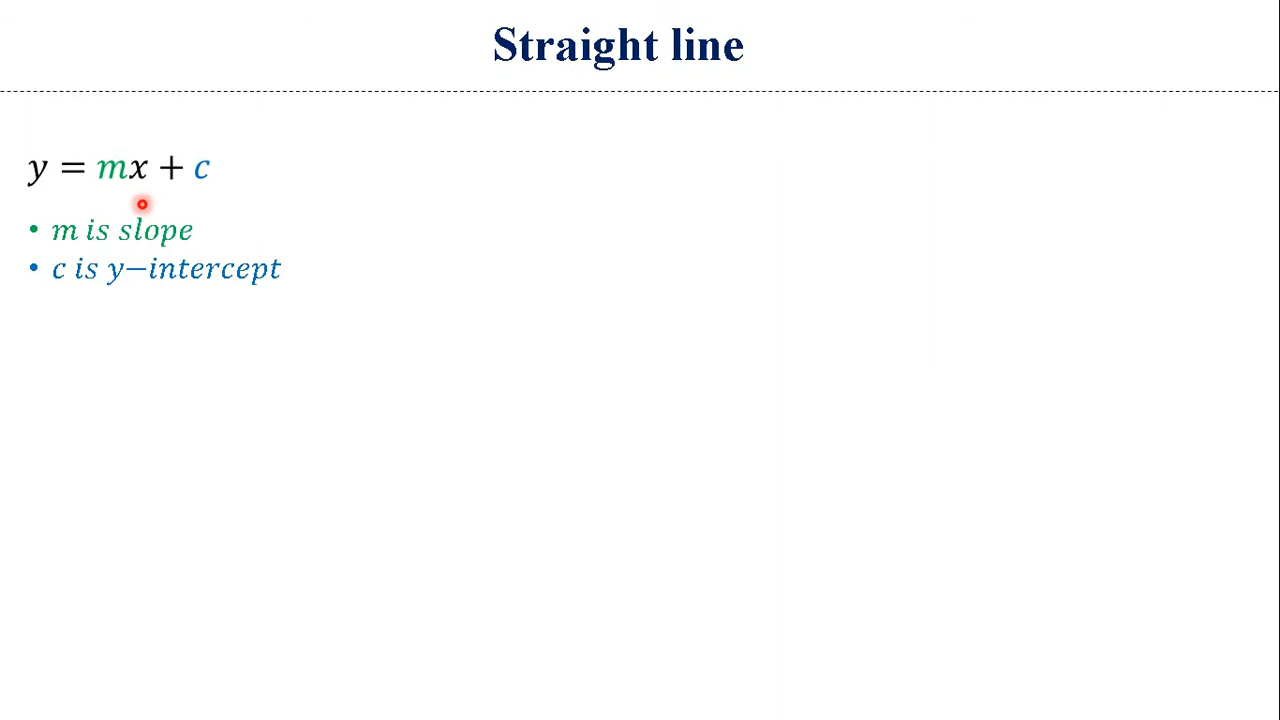 Straight line
y = mx + c
• m is slope
• c is y−intercept